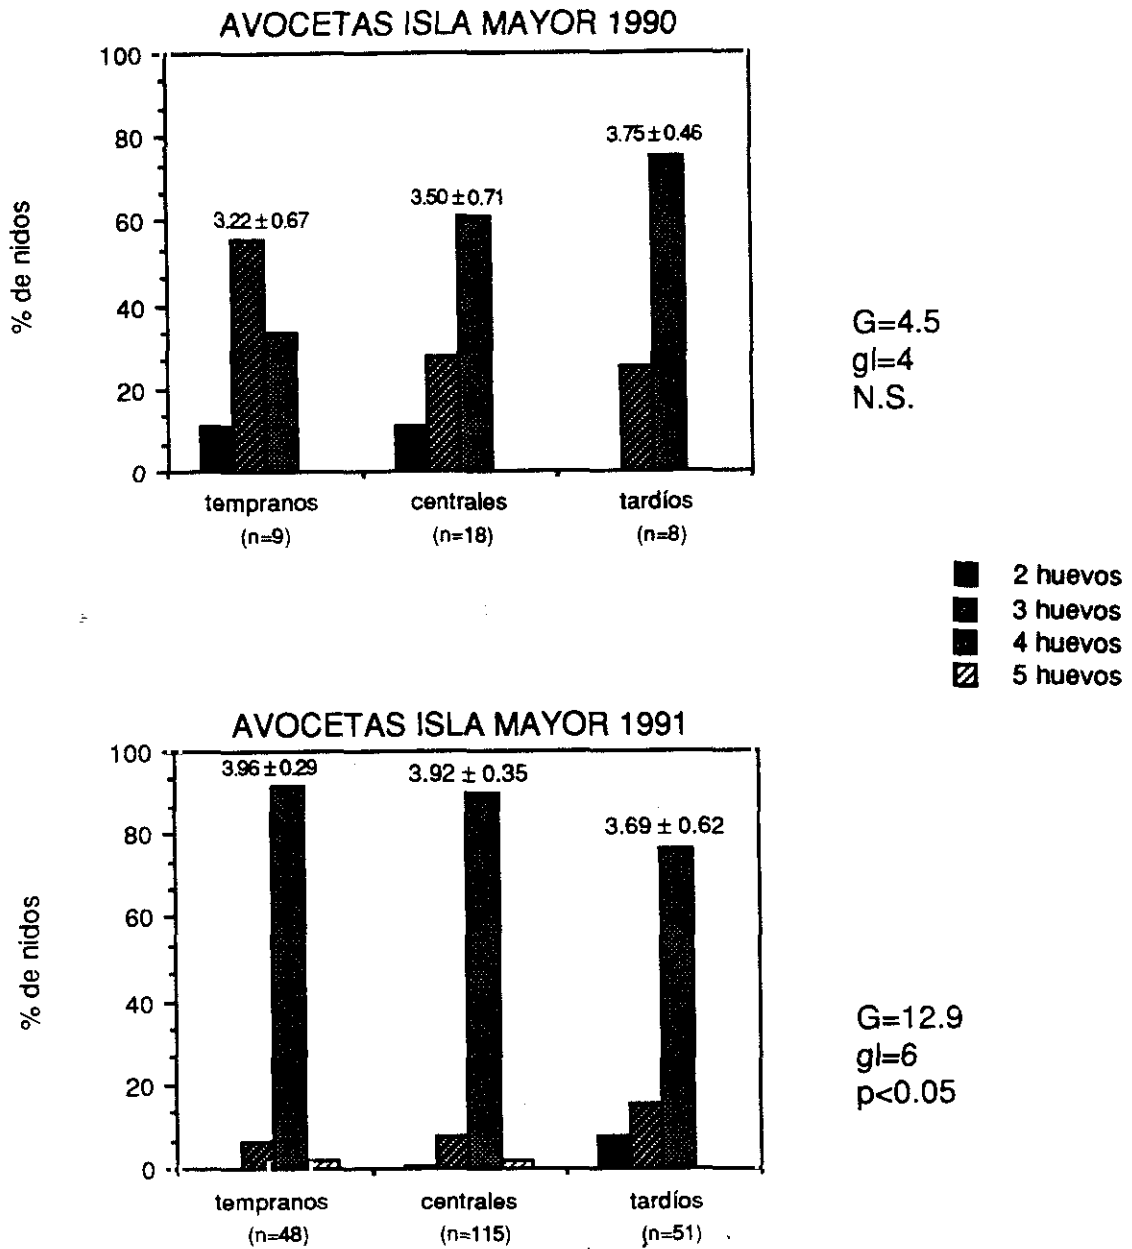 AVOCETAS ISLA MAYOR 1990
100
80
60
40
20
0
% de nidos
3.22 ± 0.67
3.50 ± 0.71
3.75 ± 0.46
tempranos
centrales
tardíos
(n=9)
(n=18)
(n=8)
G=4.5
gl=4
N.S.
2 huevos
3 huevos
4 huevos
5 huevos
AVOCETAS ISLA MAYOR 1991
100
80
60
40
20
0
% de nidos
3.96 ± 0.29
3.92 ± 0.35
3.69 ± 0.62
tempranos
centrales
tardíos
(n=48)
(n=115)
(n=51)
G=12.9
gl=6
p<0.05